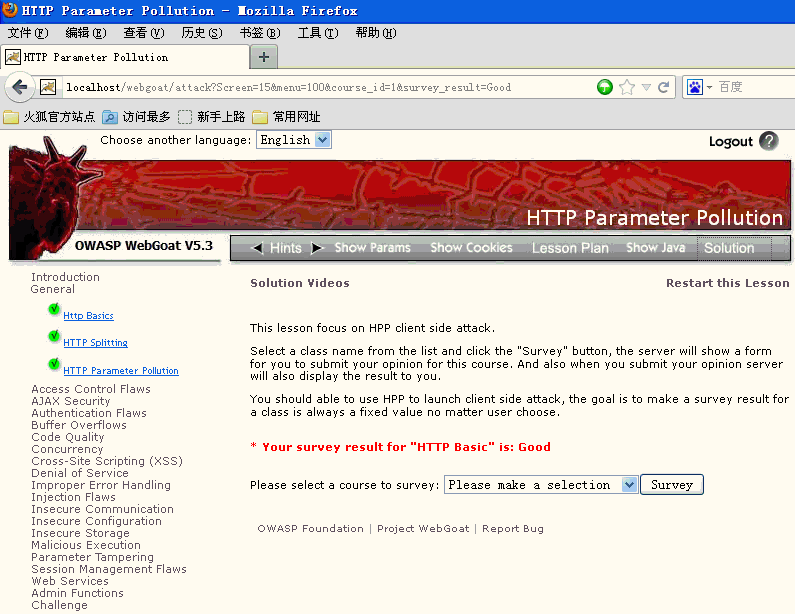 HTTP Parameter Pollution - Mozilla Firefox
文件(F) 编辑(E) 查看(V) 历史(S) 书签(B) 工具(T) 帮助(H)
HTTP Parameter Pollution +
localhost/webgoat/attack?Screen=15&menu=100&course_id=1&survey_result=Good 百度
火狐官方站点 访问最多 新手上路 常用网址
Choose another language: English Logout ?
HTTP Parameter Pollution
OWASP WebGoat V5.3 Hints Show Params Show Cookies Lesson Plan Show Java Solution
Introduction
General
Http Basics
HTTP Splitting
HTTP Parameter Pollution
Access Control Flaws
AJAX Security
Authentication Flaws
Buffer Overflows
Code Quality
Concurrency
Cross-Site Scripting (XSS)
Denial of Service
Improper Error Handling
Injection Flaws
Insecure Communication
Insecure Configuration
Insecure Storage
Malicious Execution
Parameter Tampering
Session Management Flaws
Web Services
Admin Functions
Challenge
Solution Videos Restart this Lesson
This lesson focus on HPP client side attack.
Select a class name from the list and click the "Survey" button, the server will show a form
for you to submit your opinion for this course. And also when you submit your opinion server
will also display the result to you.
You should able to use HPP to launch client side attack, the goal is to make a survey result for
a class is always a fixed value no matter user choose.
* Your survey result for "HTTP Basic" is: Good
Please select a course to survey: Please make a selection Survey
OWASP Foundation | Project WebGoat | Report Bug